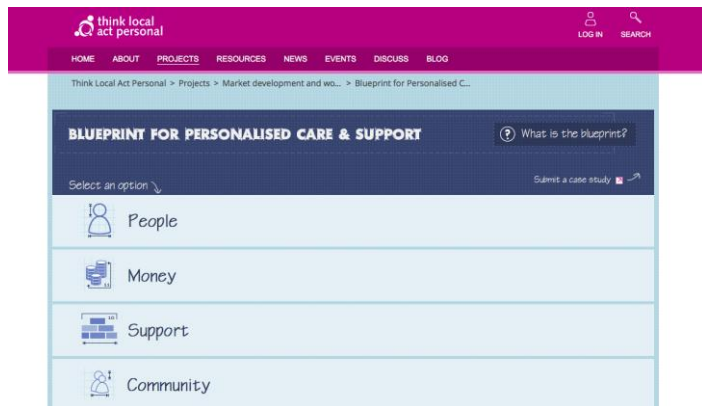 think local
act personal
LOG IN SEARCH
HOME ABOUT PROJECTS RESOURCES NEWS EVENTS DISCUSS BLOG
Think Local Act Personal > Projects > Market development and wo... > Blueprint for Personalised C...
BLUEPRINT FOR PERSONALISED CARE & SUPPORT
? What is the blueprint?
Select an option
Submit a case study
People
Money
Support
Community